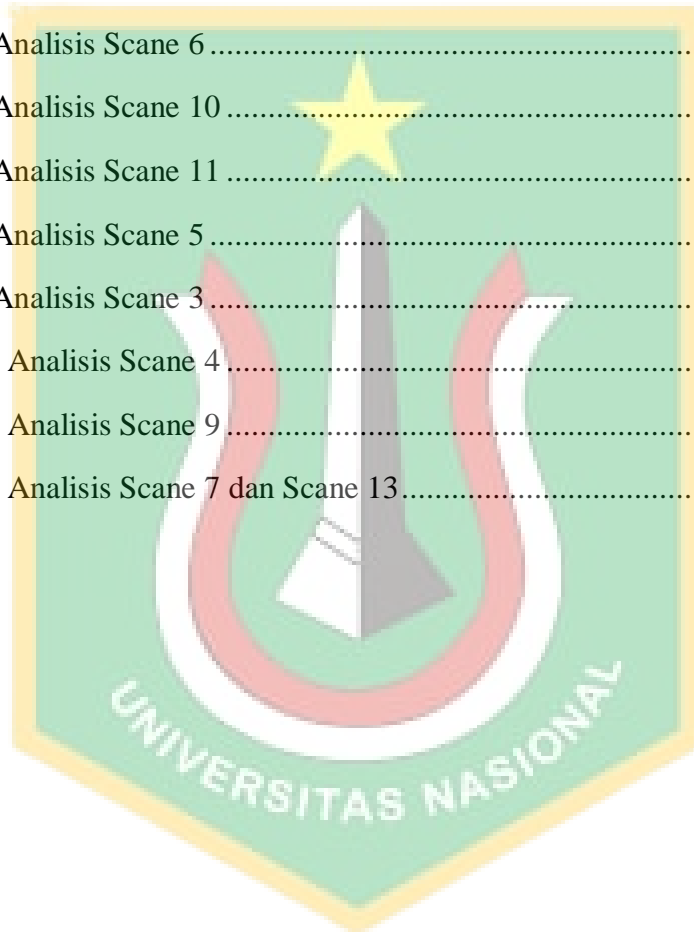 Analisis Scane 6 ........................................................
Analisis Scane 10 ......................................................
Analisis Scane 11 ......................................................
Analisis Scane 5 ........................................................
Analisis Scane 3 ........................................................
Analisis Scane 4 ......................................................
Analisis Scane 9 ......................................................
Analisis Scane 7 dan Scane 13 .................................
UNIVERSITAS NASIONAL